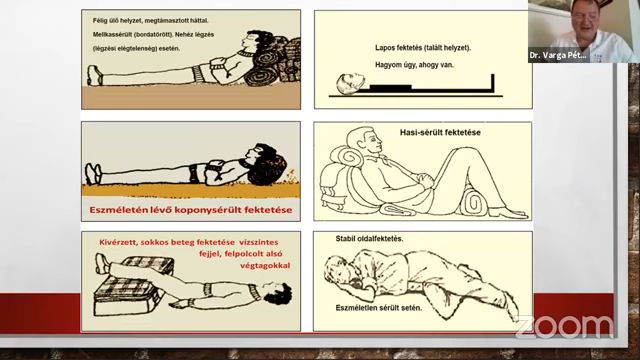 Félig ülő helyzet, megtámasztott háttal.
Mellkassérült (bordatörött). Nehéz légzés
(légzési elégtelenség) esetén.
Lapos fektetés (talált helyzet).
Hagyom úgy, ahogy van.
Dr. Varga Pét...
Eszméletén lévő koponysérült fektetése
Hasi-sérült fektetése
Kivérzett, sokkos beteg fektetése vízszintes
fejjel, felpolcolt alsó
végtagokkal
Stabil oldalfektetés.
Eszméletlen sérült setén.
zoom